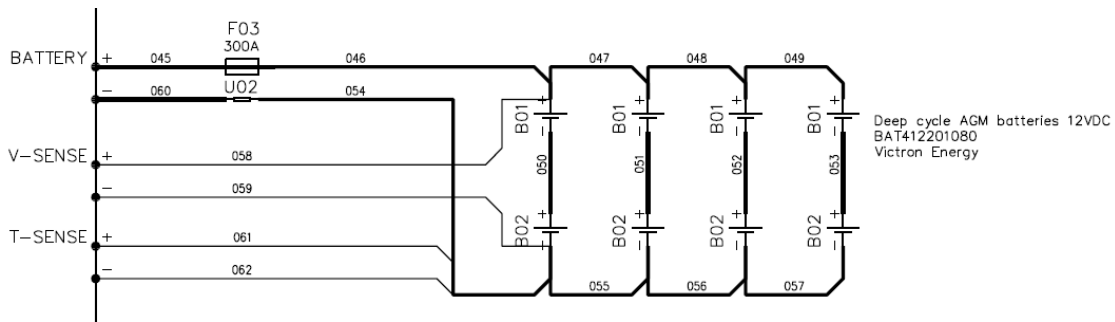 F03
300A
BATTERY + 045 046 047 048 049
U02
- 060 054
B01 + - B01 + - B01 + - B01 + -
Deep cycle AGM batteries 12VDC
BAT412201080
Victron Energy
V-SENSE + 058
050 051 052 053
- 059
B02 + - B02 + - B02 + - B02 + -
T-SENSE + 061
- 062
055 056 057